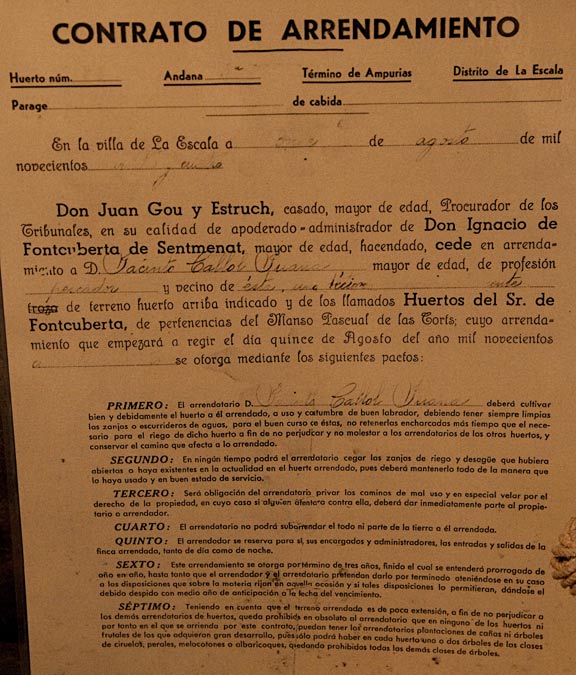 CONTRATO DE ARRENDAMIENTO
Huerto núm. Andana Término de Ampurias Distrito de La Escala
Parage de cabida
En la villa de La Escala a de agosto de mil
novecientos
Don Juan Gou y Estruch, casado, mayor de edad, Procurador de los
Tribunales, en su calidad de apoderado-administrador de Don Ignacio de
Fontcuberta de Sentmenat, mayor de edad, hacendado, cede en arrenda-
miento a D. Jacinto Callol Juana mayor de edad, de profesión
pescador y vecino de ésta, una
troza de terreno huerto arriba indicado y de los llamados Huertos del Sr. de
Fontcuberta, de pertenencias del Manso Pascual de las Corts; cuyo arrenda-
miento que empezará a regir el día quince de Agosto del año mil novecientos
se otorga mediante los siguientes pactos:
PRIMERO: El arrendatario D. Jacinto Callol Juana deberá cultivar
bien y debidamente el huerto a él arrendado, a uso y costumbre de buen labrador, debiendo tener siempre limpias
las zanjas o escurrideros de aguas, para el buen curso de éstas, no retenerlas encharcadas más tiempo que el nece-
sario para el riego de dicho huerto a fin de no perjudicar y no molestar a los arrendatarios de los otros huertos, y
conservar el camino que afecta a lo arrendado.
SEGUNDO: En ningún tiempo podrá el arrendatario cegar las zanjas de riego y desagüe que hubiera
abiertas o haya existentes en la actualidad en el huerto arrendado, pues deberá mantenerlo todo de la manera que
lo haya usado y en buen estado de servicio.
TERCERO: Será obligación del arrendatario privar los caminos de mal uso y en especial velar por el
derecho de la propiedad, en cuyo caso si alguien atentara contra ella, deberá dar inmediatamente parte al propie-
tario o arrendador.
CUARTO: El arrendatario no podrá subarrendar el todo ni parte de la tierra a él arrendada.
QUINTO: El arrendador se reserva para sí, sus encargados y administradores, las entradas y salidas de la
finca arrendada, tanto de día como de noche.
SEXTO: Este arrendamiento se otorga por término de tres años, finido el cual se entenderá prorrogado de
año en año, hasta tanto que el arrendador y el arrendatario pretendan darlo por terminado ateniéndose en su caso
a las disposiciones que sobre la materia rijan en aquella ocasión y si tales disposiciones lo permitieran, dándose el
debido despido con medio año de anticipación a la fecha del vencimiento.
SÉPTIMO: Teniendo en cuenta que el terreno arrendado es de poca extensión, a fin de no perjudicar a
los demás arrendatarios de huertos, queda prohibido en absoluto al arrendatario que en ninguno de los huertos ni
por tanto en el que se arrienda por este contrato, puedan tener los arrendatarios plantaciones de cañas ni árboles
frutales de los que adquieran gran desarrollo, pues sólo podrá haber en cada huerto uno o dos árboles de las clases
de ciruelos, perales, melocotones o albaricoques, quedando prohibidos todas las demás clases de árboles.